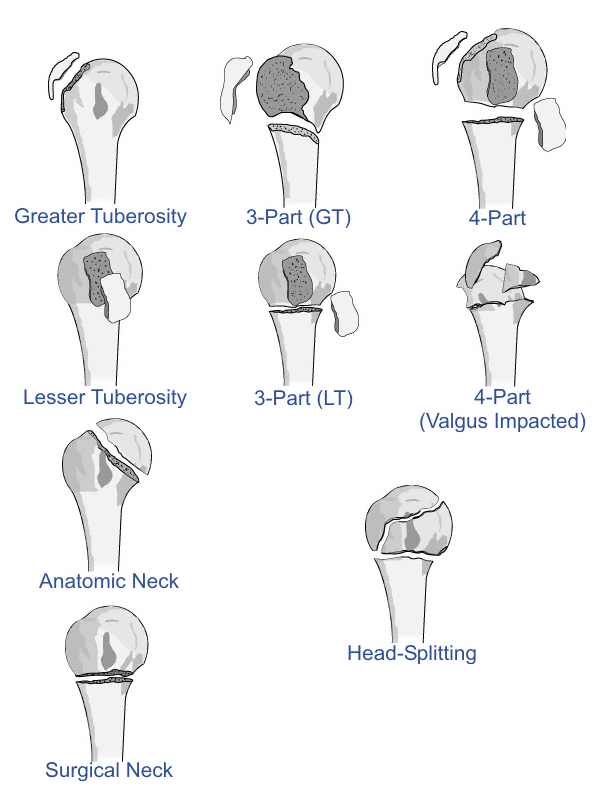 Greater Tuberosity
3-Part (GT)
4-Part
Lesser Tuberosity
3-Part (LT)
4-Part
(Valgus Impacted)
Anatomic Neck
Head-Splitting
Surgical Neck